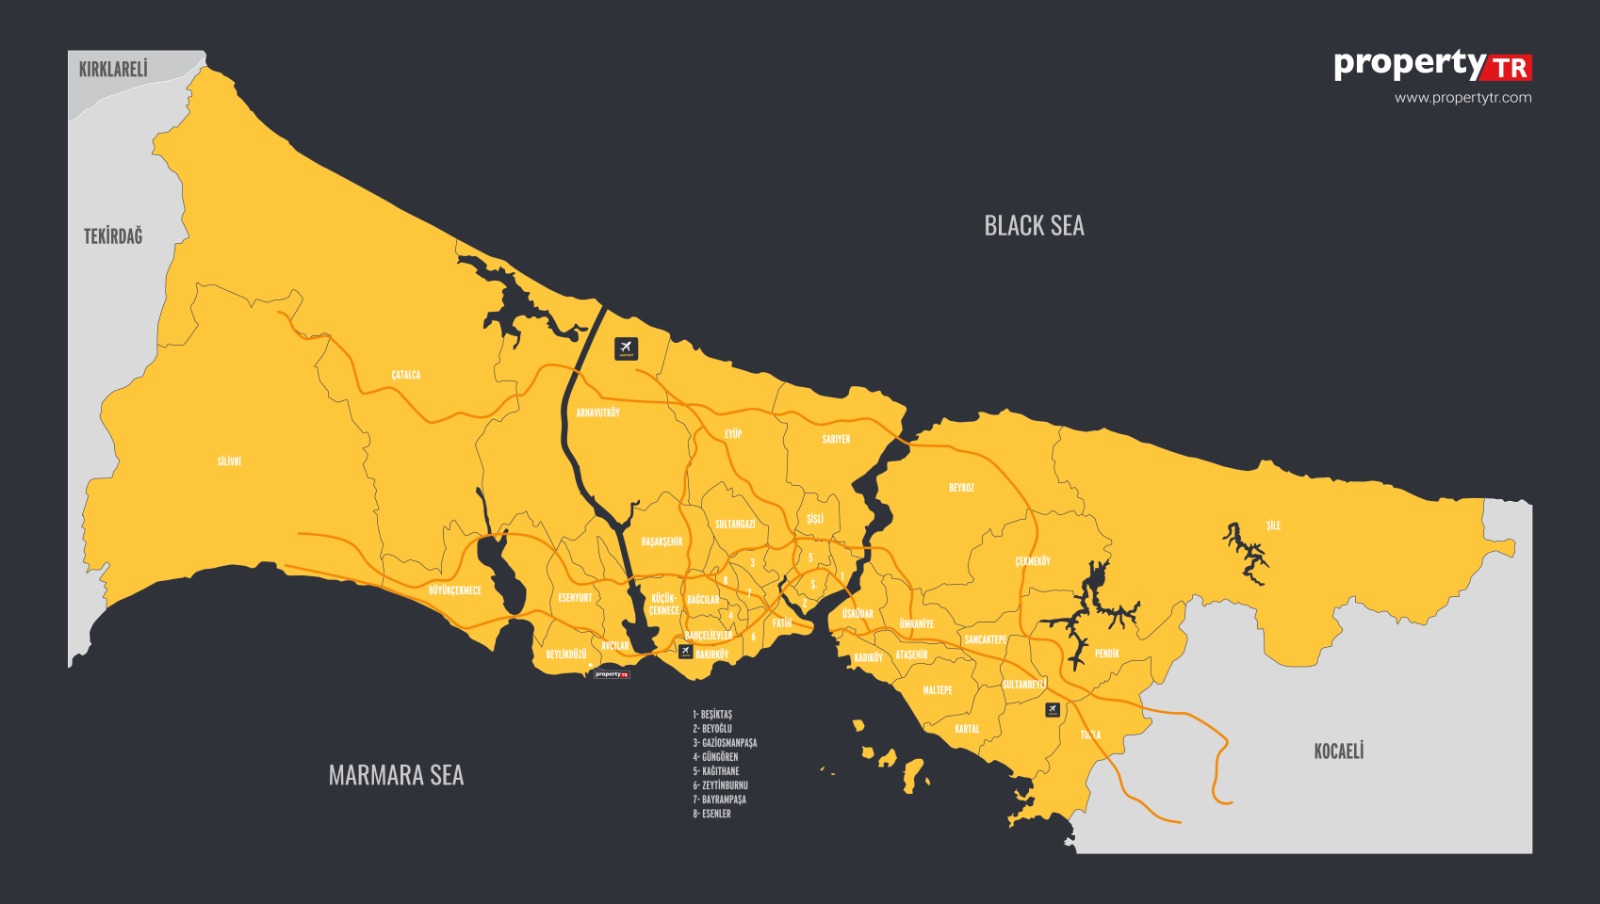 KIRKLARELİ
property TR
www.propertytr.com
TEKİRDAĞ
BLACK SEA
ÇATALCA
ARNAVUTKÖY
EYÜP
SARIYER
SİLİVRİ
BEYKOZ
SULTANGAZİ
ŞİŞLİ
ŞİLE
BAŞAKŞEHİR
5
3
ÇEKMEKÖY
8
Ş.
1
BÜYÜKÇEKMECE
ESENYURT
KÜÇÜK-
ÇEKMECE
BAĞCILAR
7
2
4
ÜSKÜDAR
FATİH
ÜMRANİYE
BAHÇELİEVLER
6
SANCAKTEPE
AVCILAR
BEYLİKDÜZÜ
BAKIRKÖY
KADIKÖY
ATAŞEHİR
PENDİK
property TR
MALTEPE
SULTANBEYLİ
KARTAL
TUZLA
1- BEŞİKTAŞ
2- BEYOĞLU
3- GAZİOSMANPAŞA
4- GÜNGÖREN
5- KAĞITHANE
6- ZEYTİNBURNU
7- BAYRAMPAŞA
8- ESENLER
MARMARA SEA
KOCAELİ